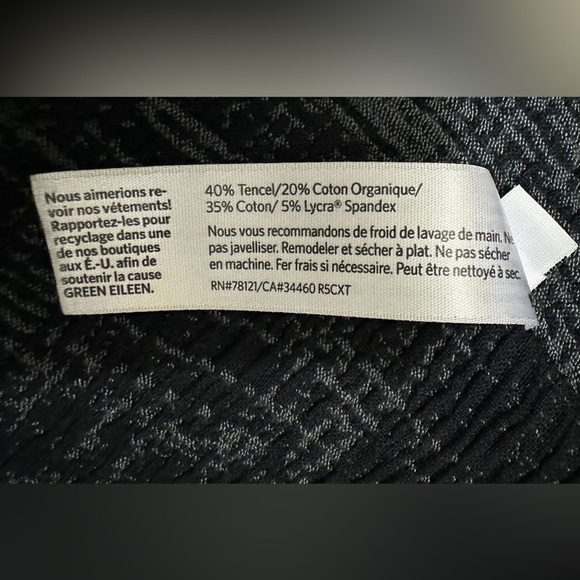 Nous aimerions re-
voir nos vêtements!
Rapportez-les pour
recyclage dans une
de nos boutiques
aux É.-U. afin de
soutenir la cause
GREEN EILEEN.
40% Tencel/20% Coton Organique/
35% Coton/ 5% Lycra® Spandex
Nous vous recommandons de froid de lavage de main. Ne
pas javelliser. Remodeler et sécher à plat. Ne pas sécher
en machine. Fer frais si nécessaire. Peut être nettoyé à sec.
RN#78121/CA#34460 R5CXT